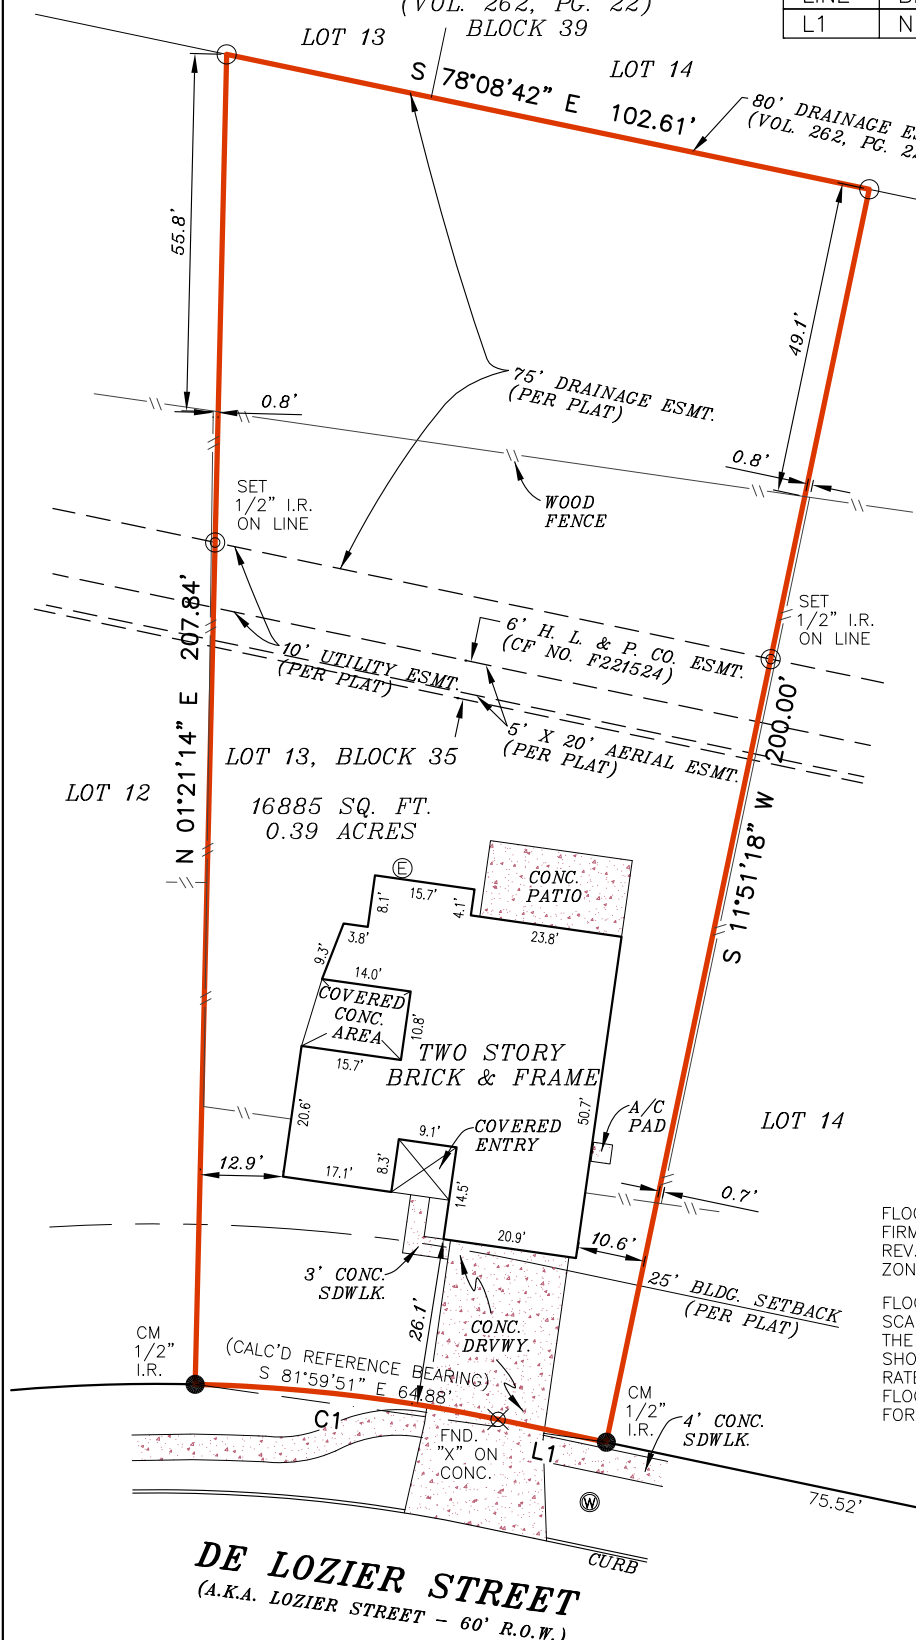 (VOL. 262, PG. 22)
BLOCK 39
L1
N
LOT 13
LOT 14
S 78°08'42" E 102.61'
80' DRAINAGE
(VOL. 262, PG.
55.8'
49.1'
75' DRAINAGE ESMT.
(PER PLAT)
0.8'
0.8'
WOOD
FENCE
SET
1/2" I.R.
ON LINE
SET
1/2" I.R.
ON LINE
N 01°21'14" E 207.84'
6' H. L. & P. CO. ESMT.
(CF NO. F221524)
10' UTILITY ESMT.
(PER PLAT)
5' X 20' AERIAL ESMT.
(PER PLAT)
S 11°51'18" W 200.00'
LOT 13, BLOCK 35
LOT 12
16885 SQ. FT.
0.39 ACRES
E
CONC.
PATIO
15.7'
8.1'
4.1'
23.8'
3.8'
9.3'
14.0'
COVERED
CONC.
AREA
10.8'
15.7'
TWO STORY
BRICK & FRAME
20.6'
50.7'
A/C
PAD
LOT 14
9.1'
COVERED
ENTRY
8.3'
12.9'
17.1'
14.5'
0.7'
20.9'
10.6'
3' CONC.
SDWLK.
25' BLDG. SETBACK
(PER PLAT)
26.1'
CONC.
DRVWY.
FIRM
REV.
THE
FOR
CM
1/2"
I.R.
(CALC'D REFERENCE BEARING)
S 81°59'51" E 64.88'
C1
FND.
"X" ON
CONC.
L1
CM
1/2"
I.R.
4' CONC.
SDWLK.
W
75.52'
CURB
DE LOZIER STREET
(A.K.A. LOZIER STREET - 60' R.O.W.)